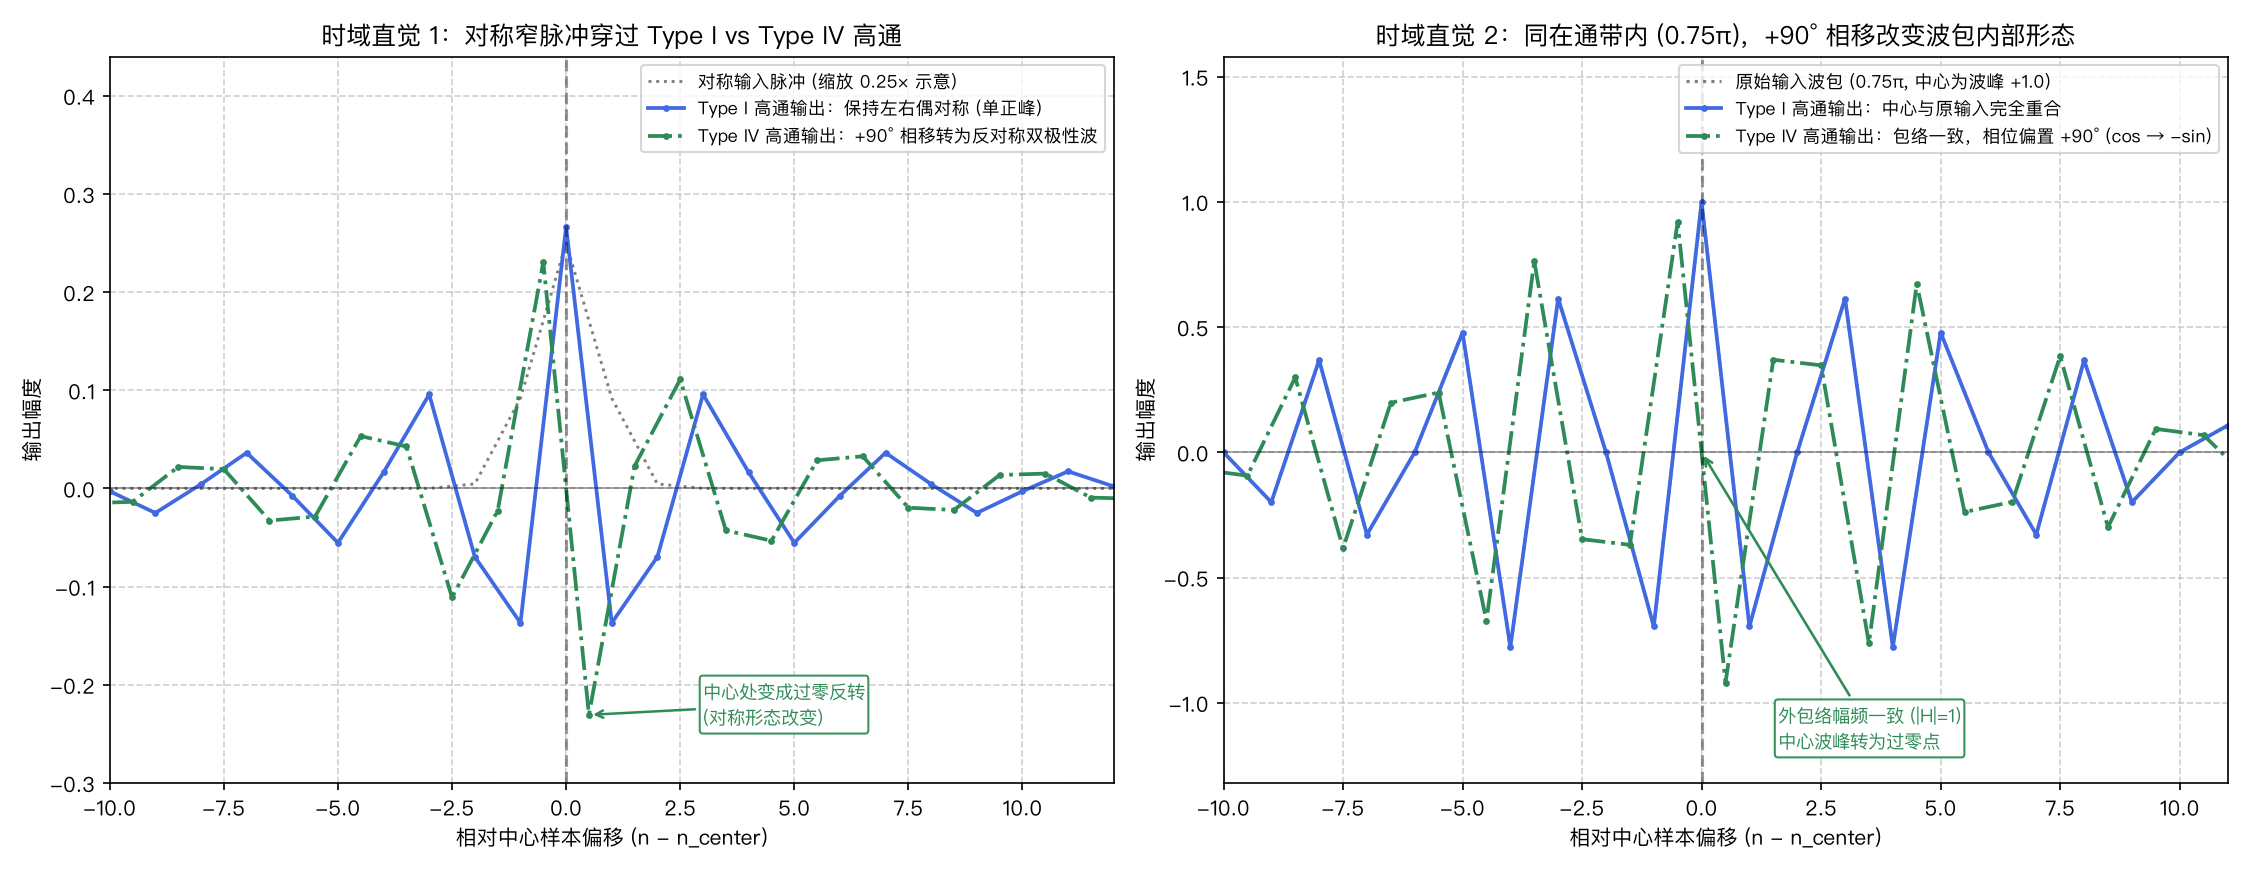 时域直觉 1：对称窄脉冲穿过 Type I vs Type IV 高通
对称输入脉冲 (缩放 0.25× 示意)
Type I 高通输出：保持左右偶对称 (单正峰)
Type IV 高通输出：+90° 相移转为反对称双极性波
0.4
0.3
0.2
0.1
0.0
−0.1
−0.2
−0.3
输出幅度
中心处变成过零反转
(对称形态改变)
−10.0
−7.5
−5.0
−2.5
0.0
2.5
5.0
7.5
10.0
相对中心样本偏移 (n − n_center)
时域直觉 2：同在通带内 (0.75π)，+90° 相移改变波包内部形态
原始输入波包 (0.75π, 中心为波峰 +1.0)
Type I 高通输出：中心与原输入完全重合
Type IV 高通输出：包络一致，相位偏置 +90° (cos → −sin)
1.5
1.0
0.5
0.0
−0.5
−1.0
输出幅度
外包络幅频一致 (|H|=1)
中心波峰转为过零点
−10.0
−7.5
−5.0
−2.5
0.0
2.5
5.0
7.5
10.0
相对中心样本偏移 (n − n_center)